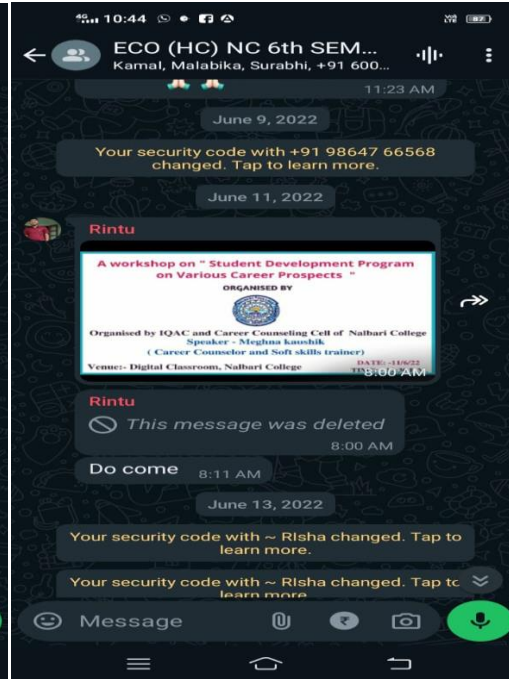 4G 10:44
VoI) LTE 87
ECO (HC) NC 6th SEM...
Kamal, Malabika, Surabhi, +91 600...
11:23 AM
June 9, 2022
Your security code with +91 98647 66568
changed. Tap to learn more.
June 11, 2022
Rintu
A workshop on " Student Development Program
on Various Career Prospects "
ORGANISED BY
Organised by IQAC and Career Counseling Cell of Nalbari College
Speaker - Meghna kaushik
( Career Counselor and Soft skills trainer)
DATE: -11/6/22
Venue:- Digital Classroom, Nalbari College
8:00 AM
Rintu
This message was deleted
8:00 AM
Do come
8:11 AM
June 13, 2022
Your security code with ~ RIsha changed. Tap to
learn more.
Your security code with ~ RIsha changed. Tap to
learn more
Message
₹